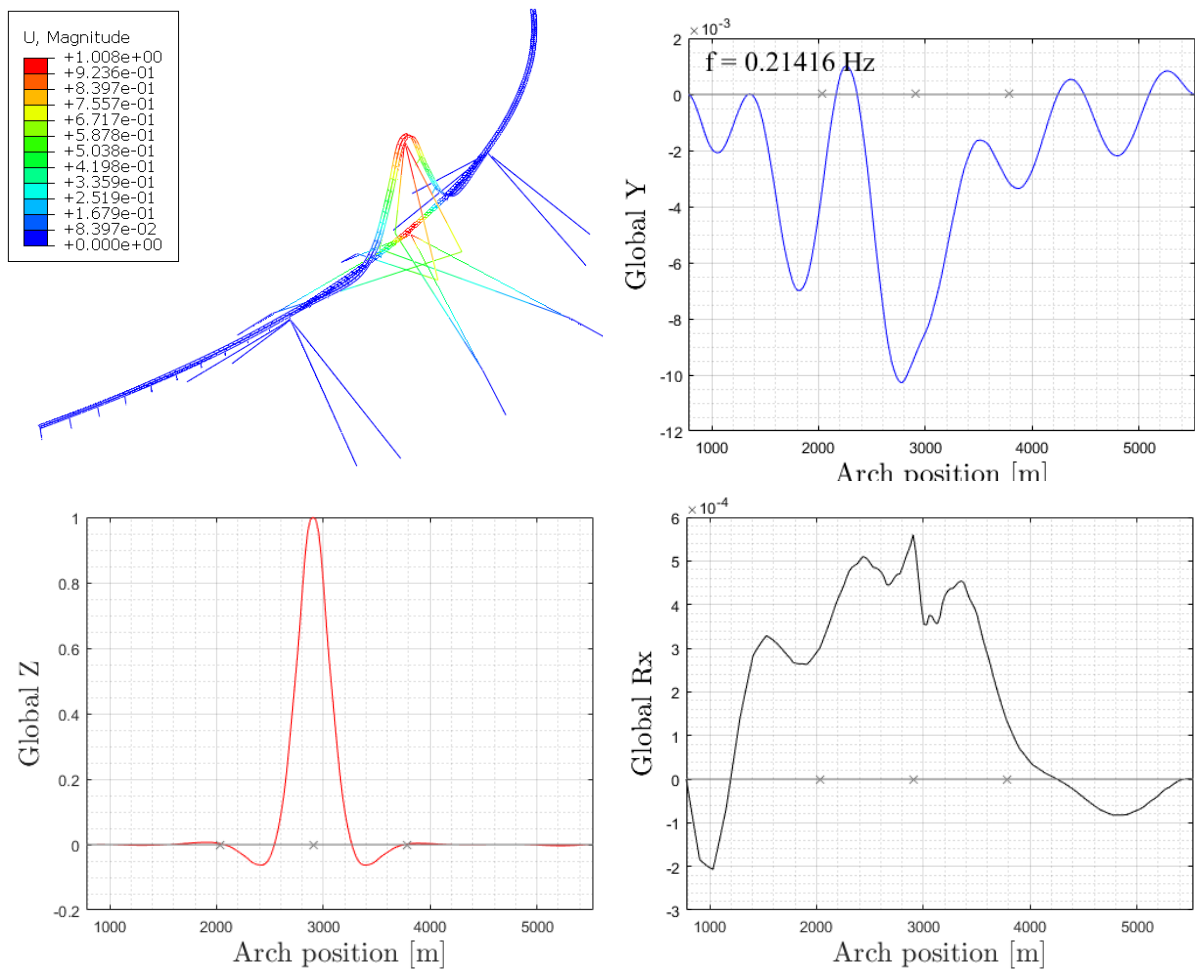 U, Magnitude
+1.008e+00
+9.236e-01
+8.397e-01
+7.557e-01
+6.717e-01
+5.878e-01
+5.038e-01
+4.198e-01
+3.359e-01
+2.519e-01
+1.679e-01
+8.397e-02
+0.000e+00
×10-3
f = 0.21416 Hz
2
0
-2
-4
-6
-8
-10
-12
Global Y
1000 2000 3000 4000 5000
Arch position [m]
1
0.8
0.6
0.4
0.2
0
-0.2
Global Z
1000 2000 3000 4000 5000
Arch position [m]
×10-4
6
5
4
3
2
1
0
-1
-2
-3
Global Rx
1000 2000 3000 4000 5000
Arch position [m]